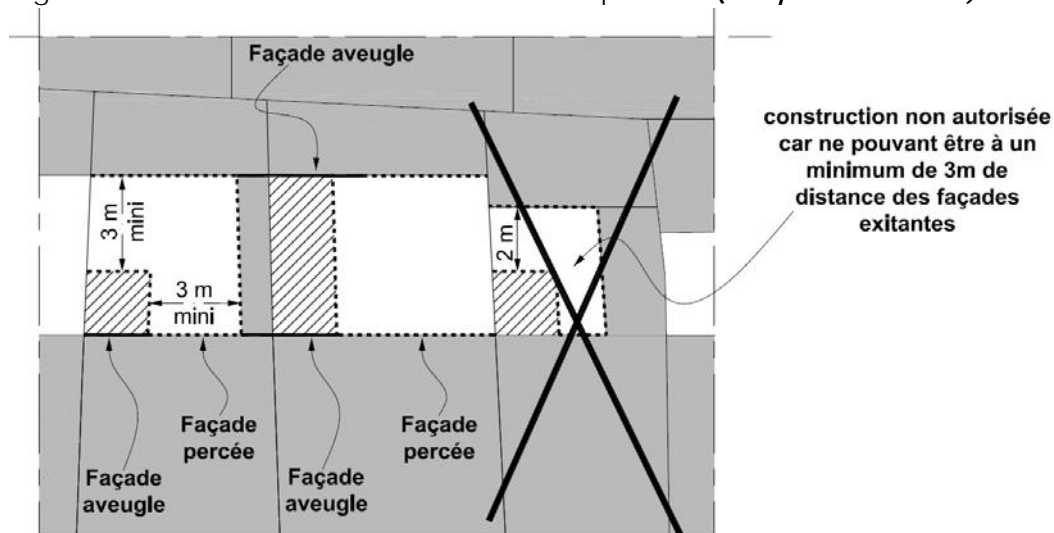 Façade aveugle
construction non autorisée
car ne pouvant être à un
minimum de 3m de
distance des façades
exitantes
3 m
mini
3 m
mini
2 m
Façade
percée
Façade
percée
Façade
aveugle
Façade
aveugle